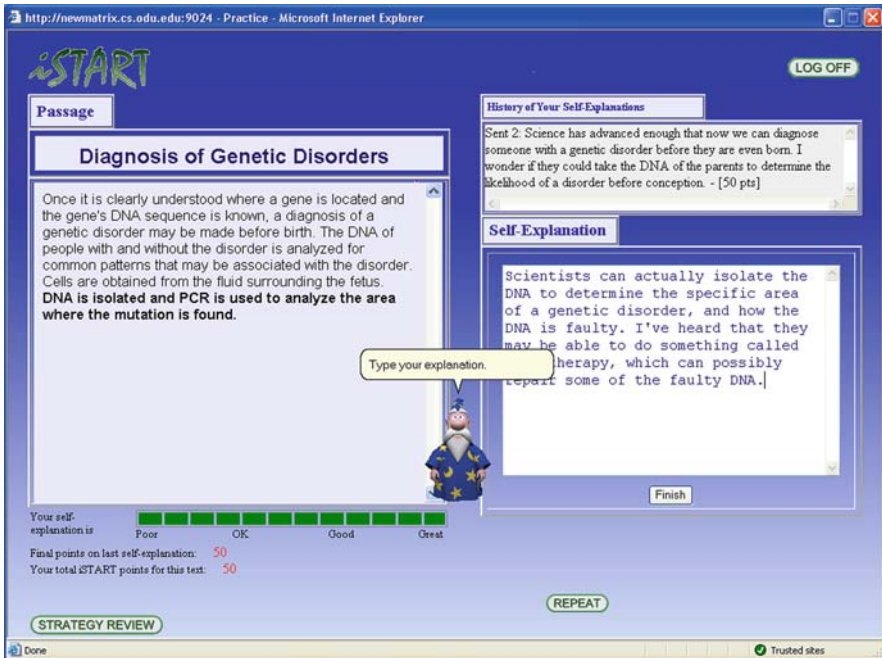 http://newmatrix.cs.odu.edu:9024 - Practice - Microsoft Internet Explorer
iSTART
LOG OFF
Passage
Diagnosis of Genetic Disorders
Once it is clearly understood where a gene is located and
the gene's DNA sequence is known, a diagnosis of a
genetic disorder may be made before birth. The DNA of
people with and without the disorder is analyzed for
common patterns that may be associated with the disorder.
Cells are obtained from the fluid surrounding the fetus.
DNA is isolated and PCR is used to analyze the area
where the mutation is found.
History of Your Self-Explanations
Sent 2: Science has advanced enough that now we can diagnose
someone with a genetic disorder before they are even born. I
wonder if they could take the DNA of the parents to determine the
likelihood of a disorder before conception. - [50 pts]
Self-Explanation
Scientists can actually isolate the
DNA to determine the specific area
of a genetic disorder, and how the
DNA is faulty. I've heard that they
may be able to do something called
therapy, which can possibly
repair some of the faulty DNA.
Type your explanation.
Finish
Your self-
explanation is
Poor OK Good Great
Final points on last self-explanation: 50
Your total iSTART points for this text: 50
REPEAT
STRATEGY REVIEW
Done
Trusted sites